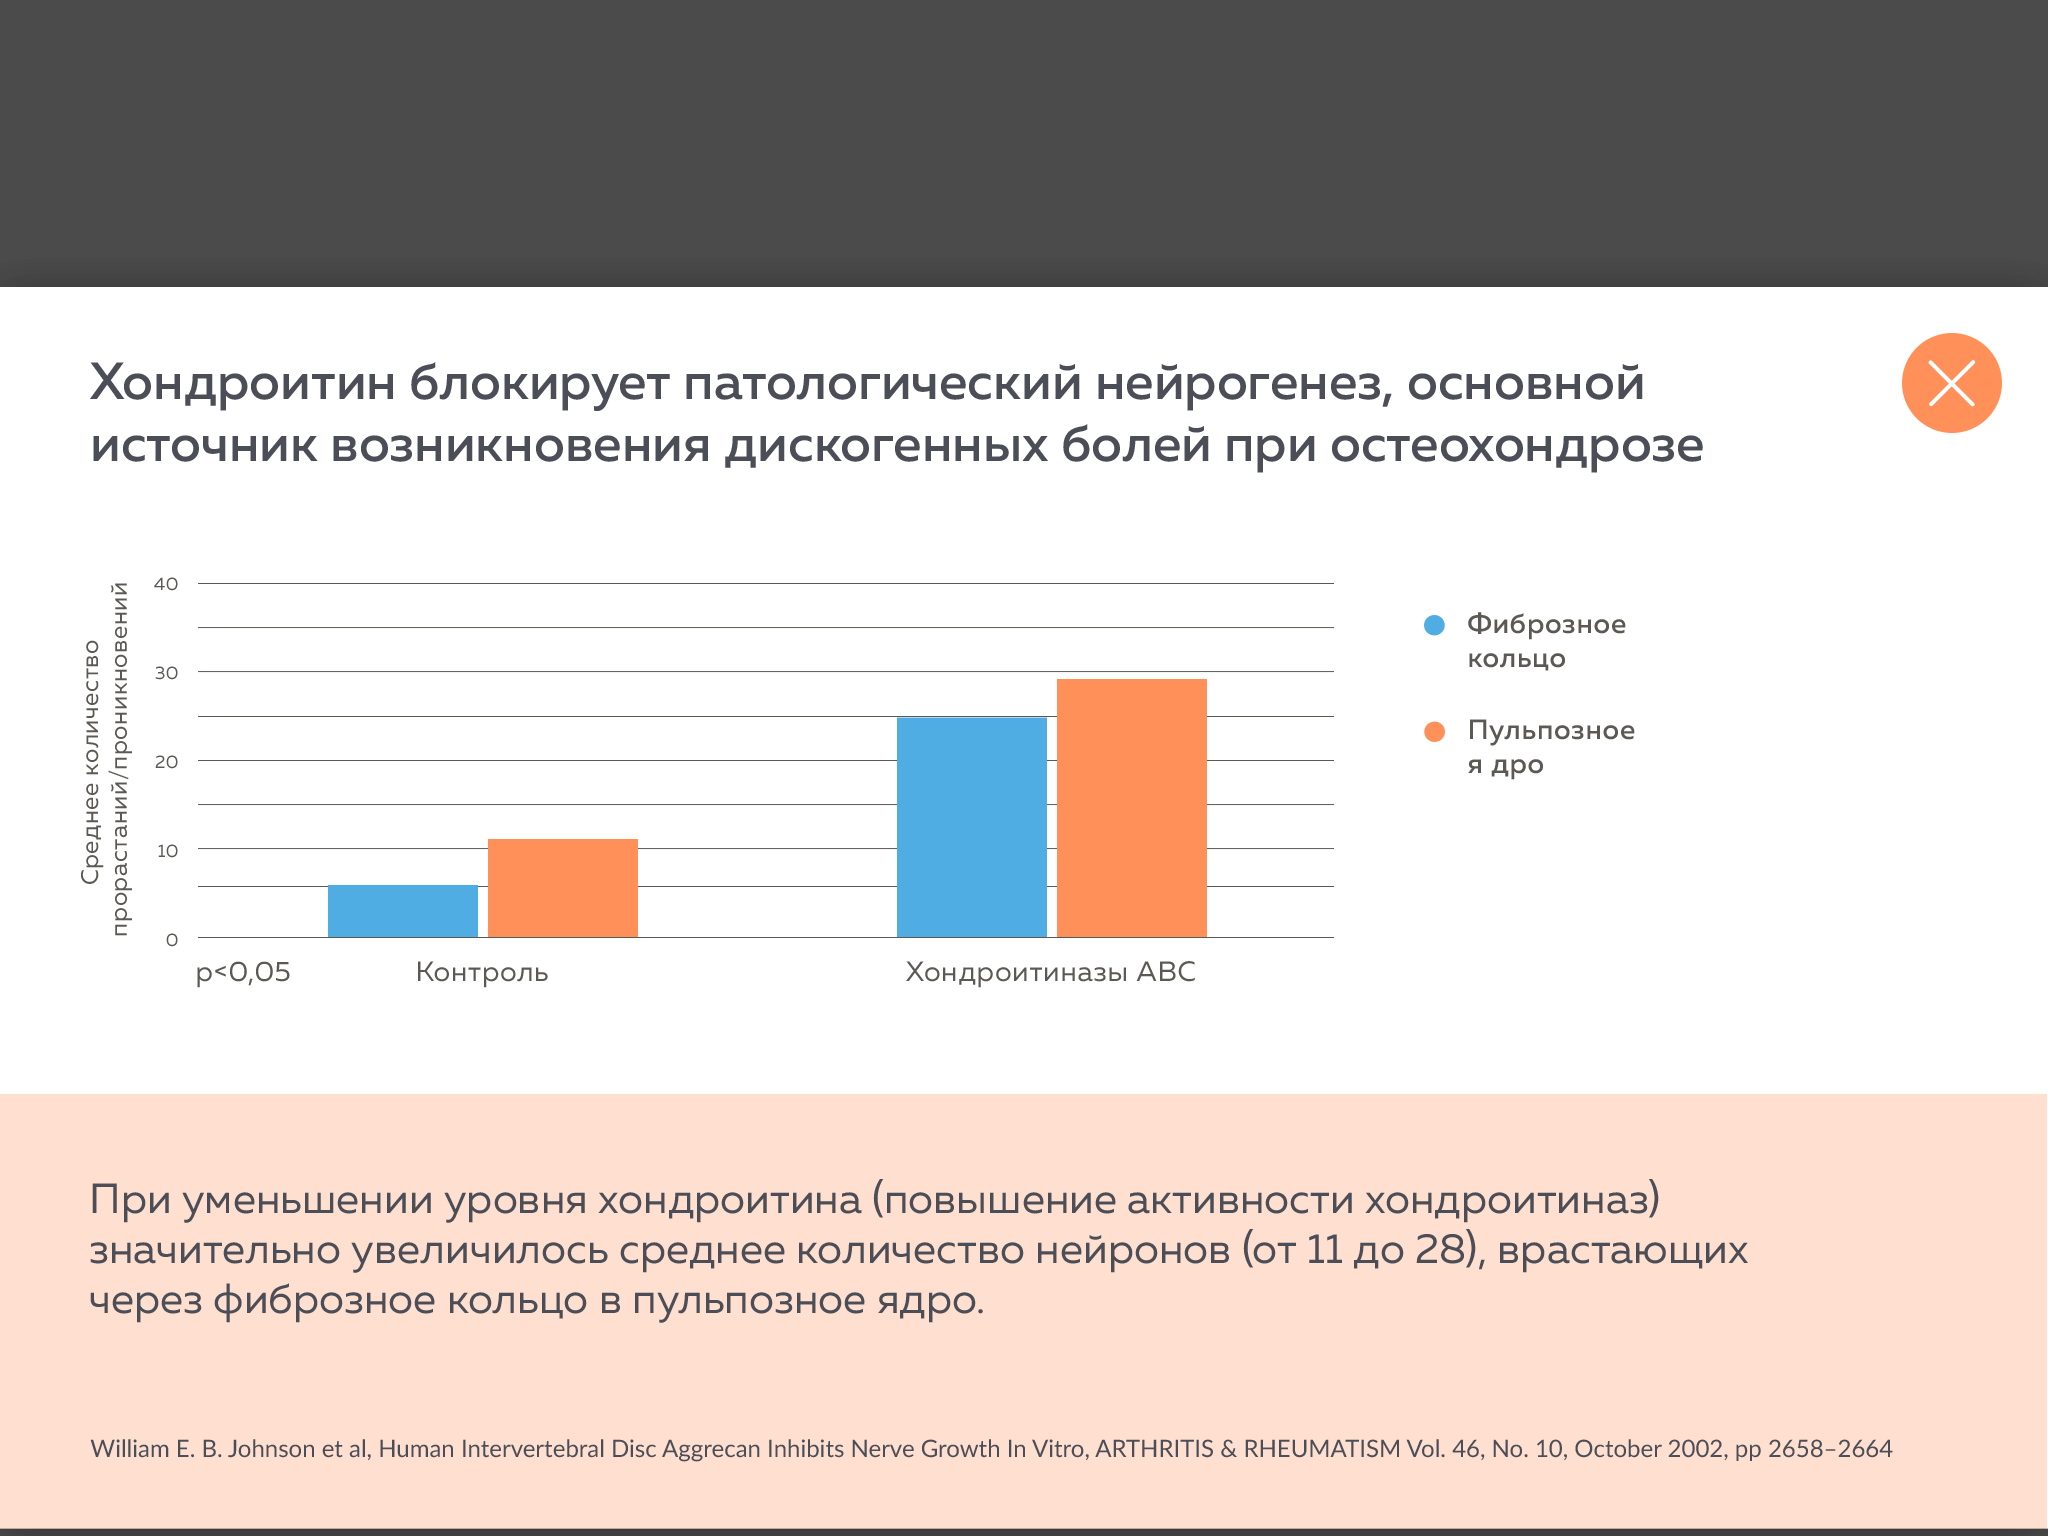 Хондроитин блокирует патологический нейрогенез, основной
источник возникновения дискогенных болей при остеохондрозе
Среднее количество
прорастаний/проникновений
40
30
20
10
0
p<0,05
Контроль
Хондроитиназы АВС
Фиброзное
кольцо
Пульпозное
я дро
При уменьшении уровня хондроитина (повышение активности хондроитиназ)
значительно увеличилось среднее количество нейронов (от 11 до 28), врастающих
через фиброзное кольцо в пульпозное ядро.
William E. B. Johnson et al, Human Intervertebral Disc Aggrecan Inhibits Nerve Growth In Vitro, ARTHRITIS & RHEUMATISM Vol. 46, No. 10, October 2002, pp 2658–2664